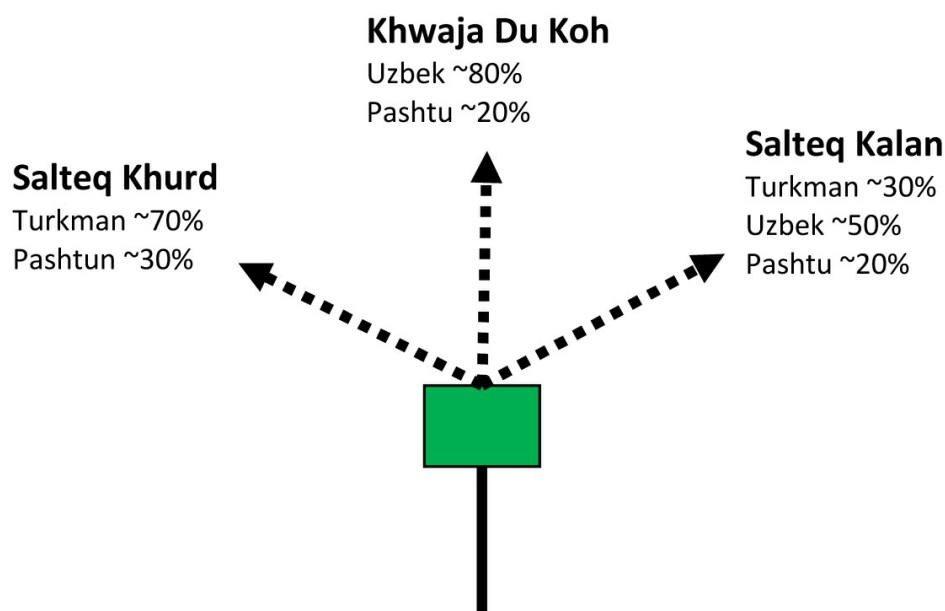 Khwaja Du Koh
Uzbek ~80%
Pashtu ~20%
Salteq Khurd
Turkman ~70%
Pashtun ~30%
Salteq Kalan
Turkman ~30%
Uzbek ~50%
Pashtu ~20%